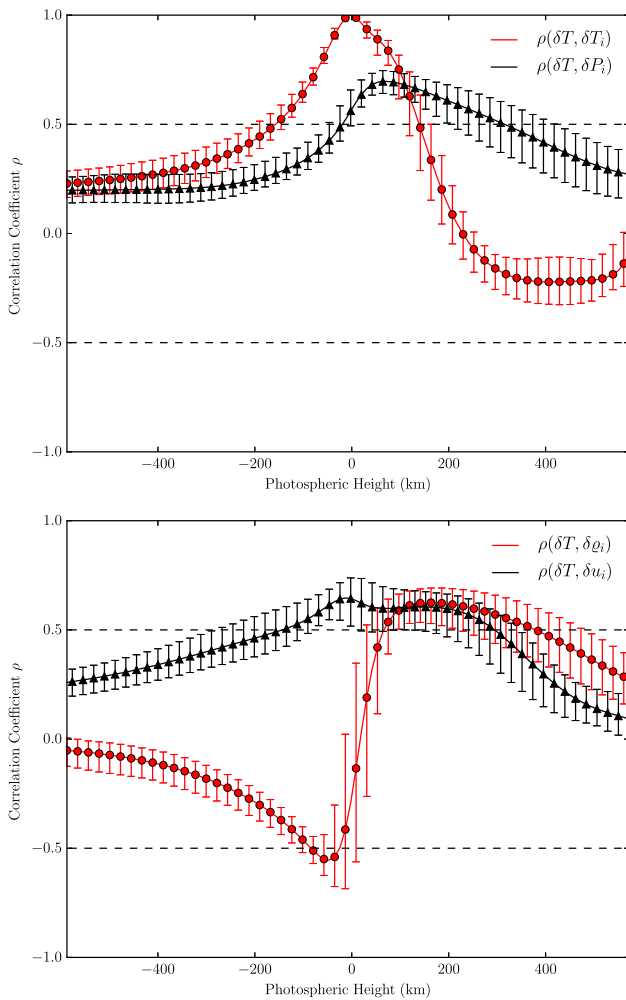 1.0
ρ(δT, δT_i)
ρ(δT, δP_i)
0.5
0.0
−0.5
−1.0
Correlation Coefficient ρ
−400 −200 0 200 400
Photospheric Height (km)
1.0
ρ(δT, δϱ_i)
ρ(δT, δu_i)
0.5
0.0
−0.5
−1.0
Correlation Coefficient ρ
−400 −200 0 200 400
Photospheric Height (km)